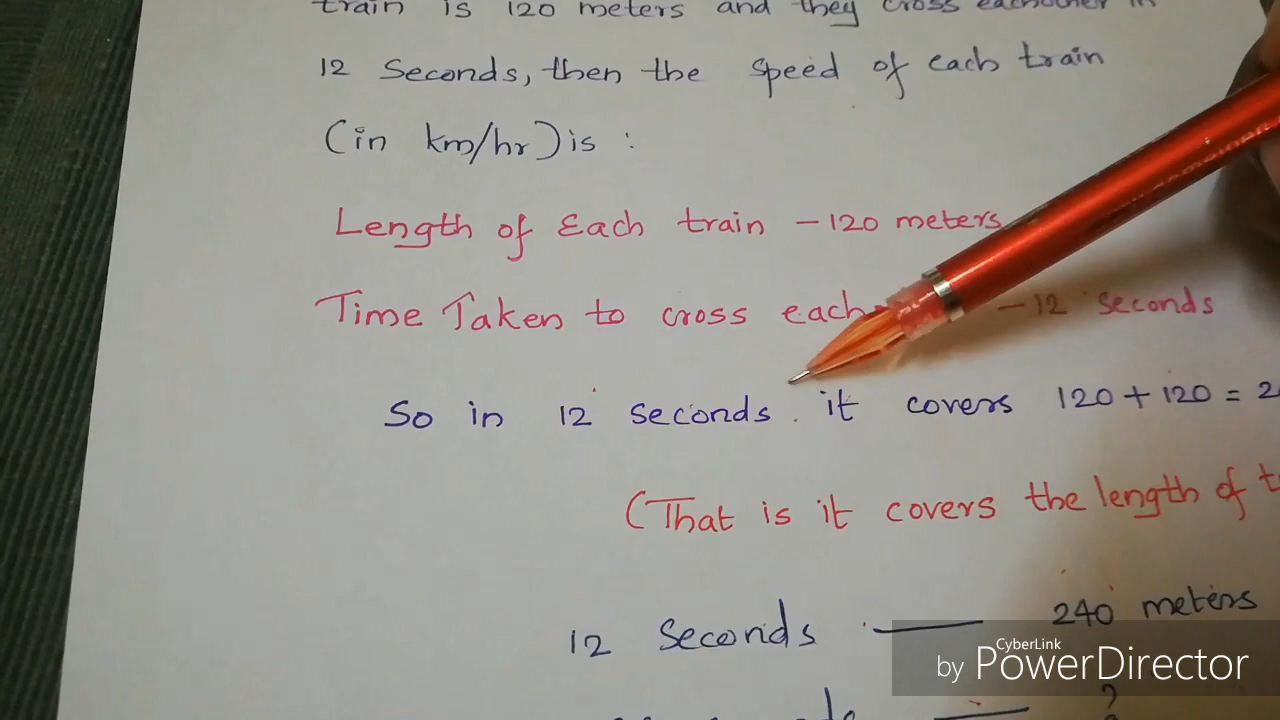 train is 120 meters and they cross eachother in
12 Seconds, then the speed of each train
(in km/hr) is :
Length of Each train - 120 meters
Time Taken to cross each - 12 seconds
So in 12 seconds. it covers 120 + 120 =
(That is it covers the length of
12 Seconds — 240 meters
— ?
CyberLink
by PowerDirector